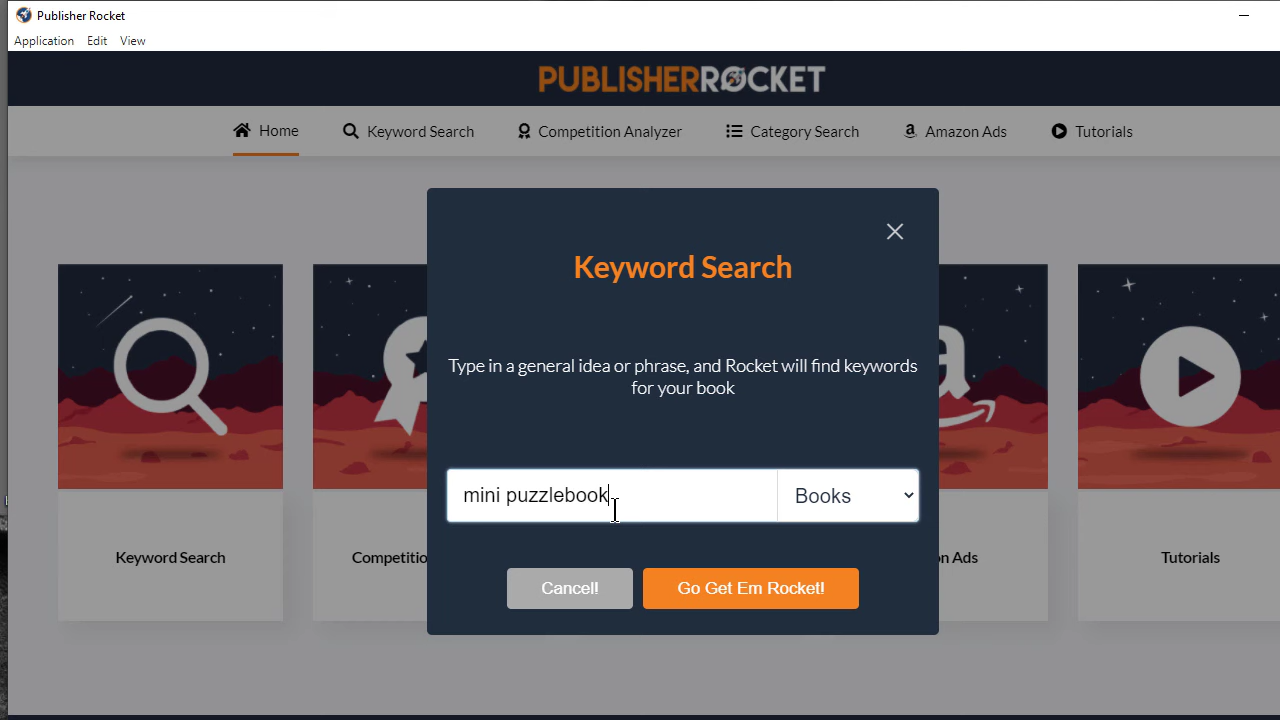 Publisher Rocket
Application Edit View
PUBLISHERROCKET
Home Keyword Search Competition Analyzer Category Search Amazon Ads Tutorials
Keyword Search
Type in a general idea or phrase, and Rocket will find keywords
for your book
mini puzzlebook Books
Keyword Search Competitio n Ads Tutorials
Cancel! Go Get Em Rocket!